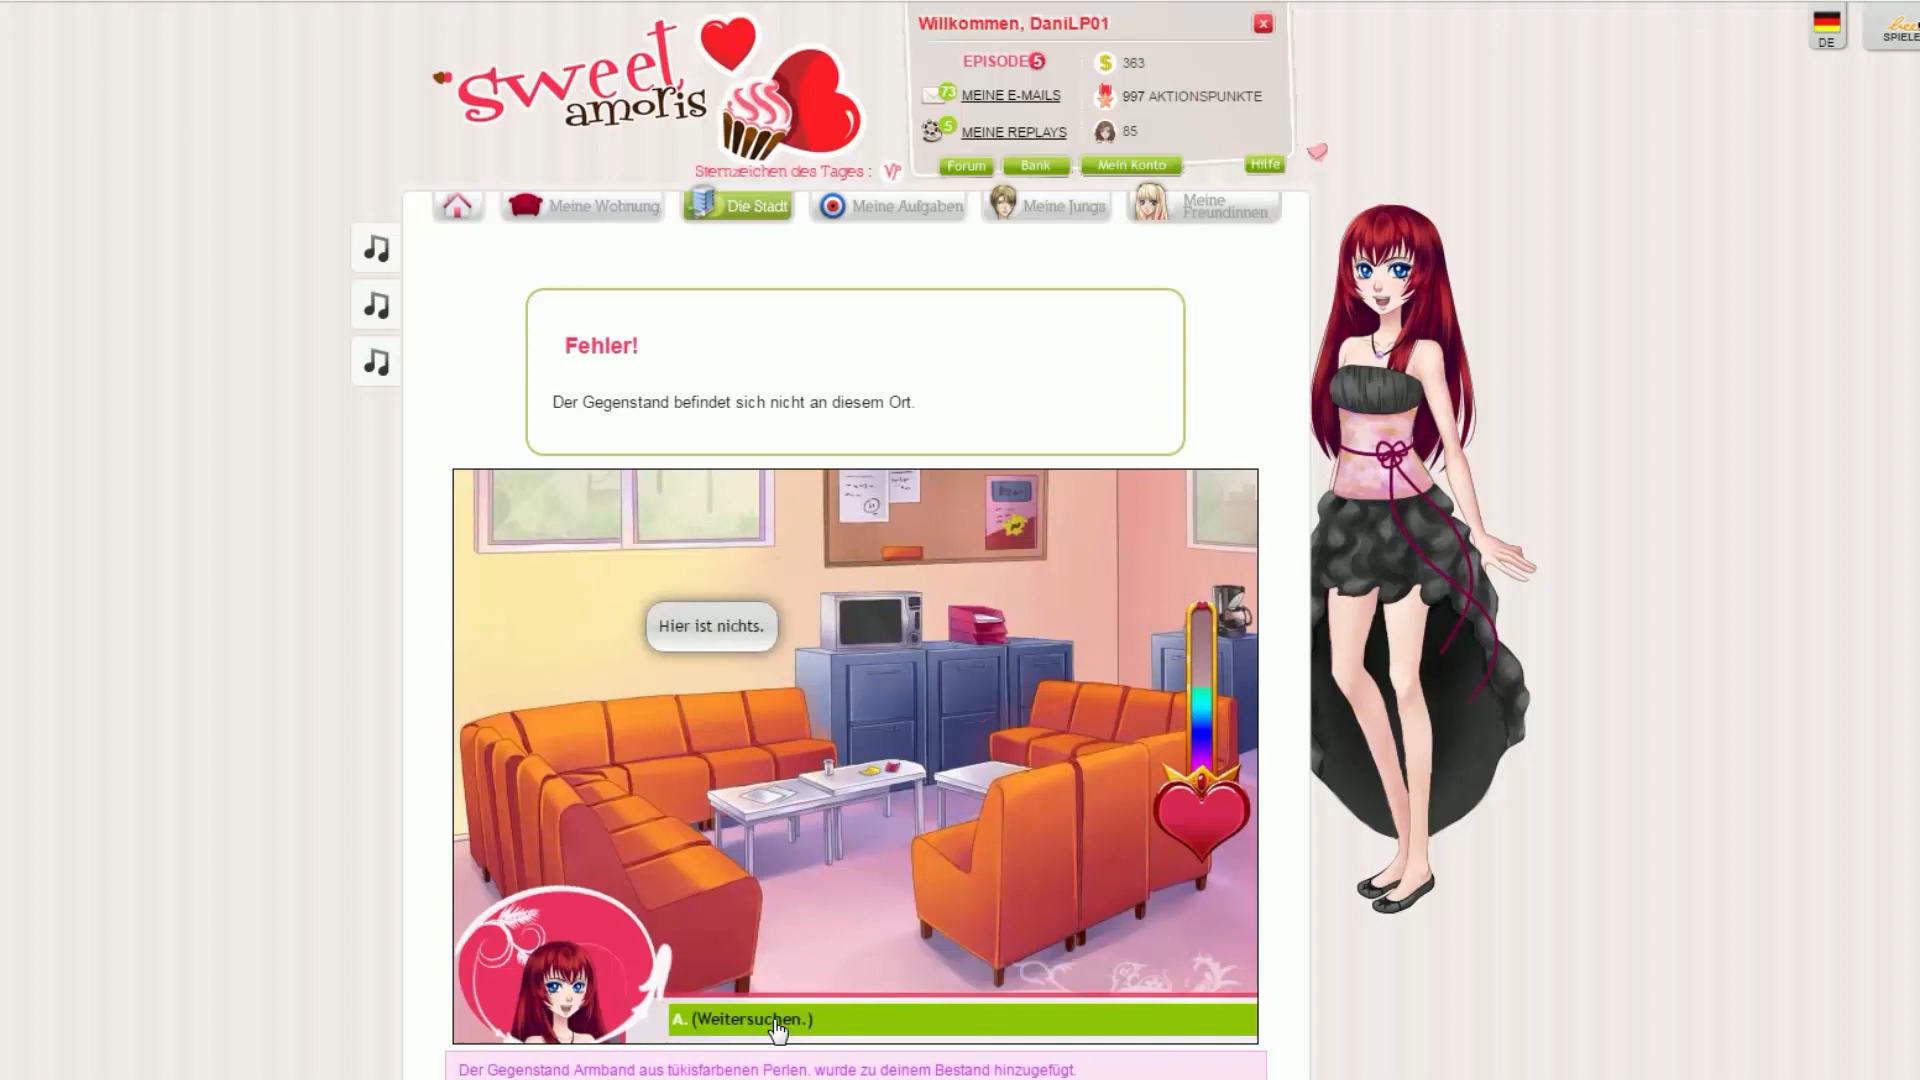 sweet
amoris
Willkommen, DaniLP01
x
EPISODE 5
$ 363
73 MEINE E-MAILS
997 AKTIONSPUNKTE
5 MEINE REPLAYS
85
Forum
Bank
Mein Konto
Hilfe
DE
SPIELE
Sternzeichen des Tages :
Meine Wohnung
Die Stadt
Meine Aufgaben
Meine Jungs
Meine
Freundinnen
Fehler!
Der Gegenstand befindet sich nicht an diesem Ort.
Hier ist nichts.
A. (Weitersuchen.)
Der Gegenstand Armband aus tükisfarbenen Perlen. wurde zu deinem Bestand hinzugefügt.